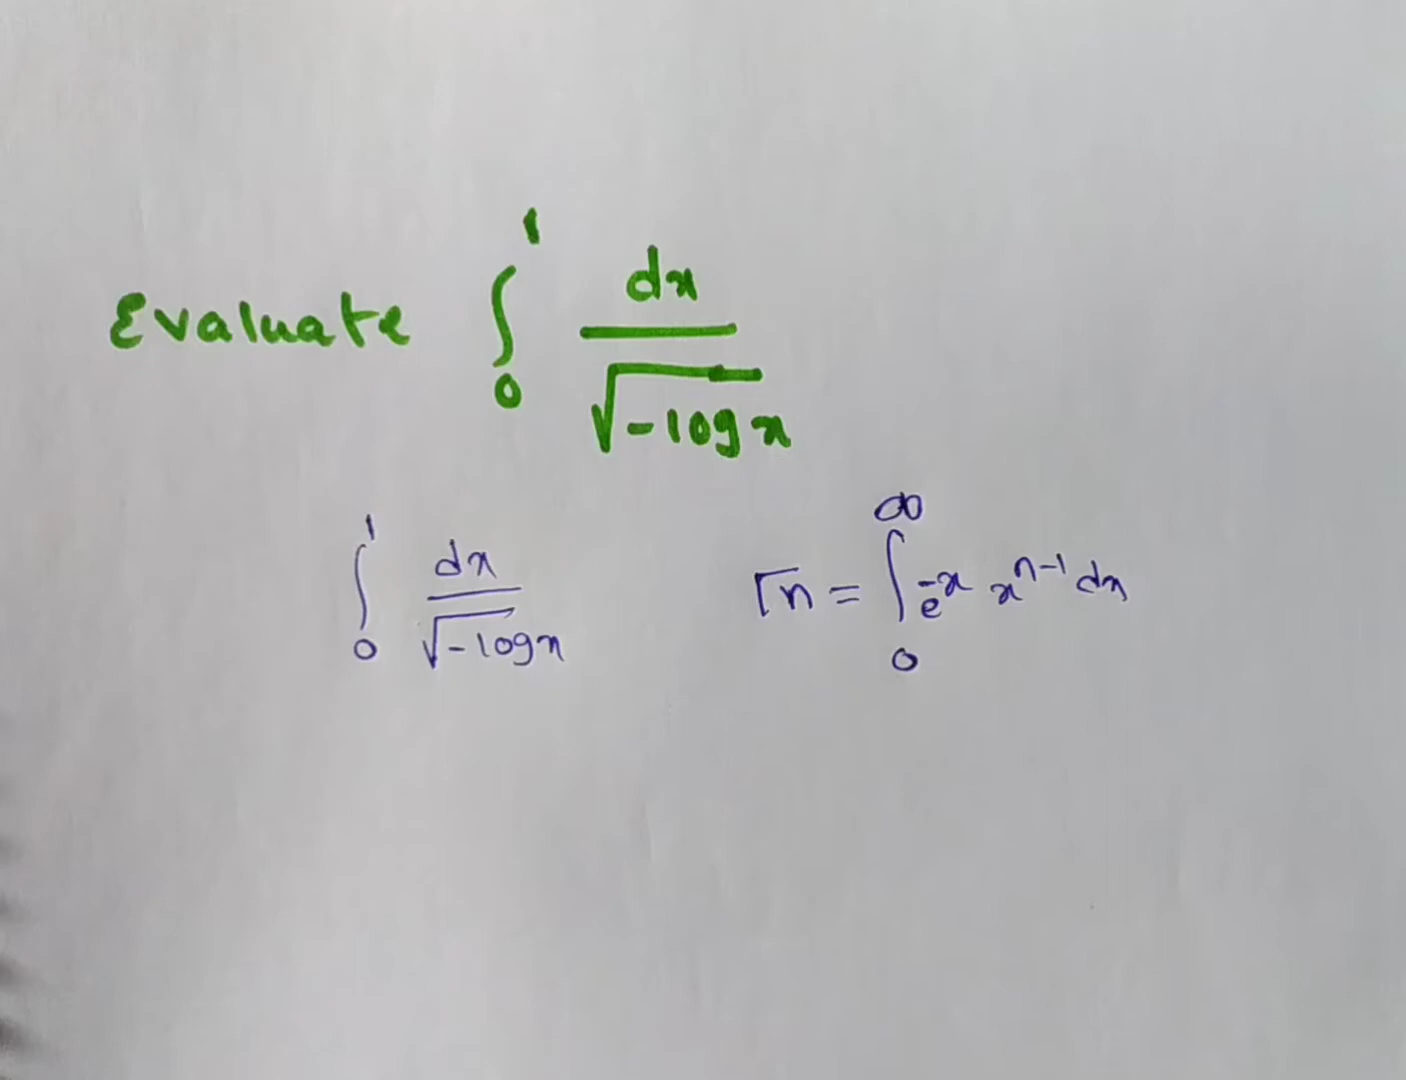 Evaluate ∫₀¹ dx/√-log x
∫₀¹ dx/√-log x    Γn = ∫₀^∞ e^-x x^n-1 dx